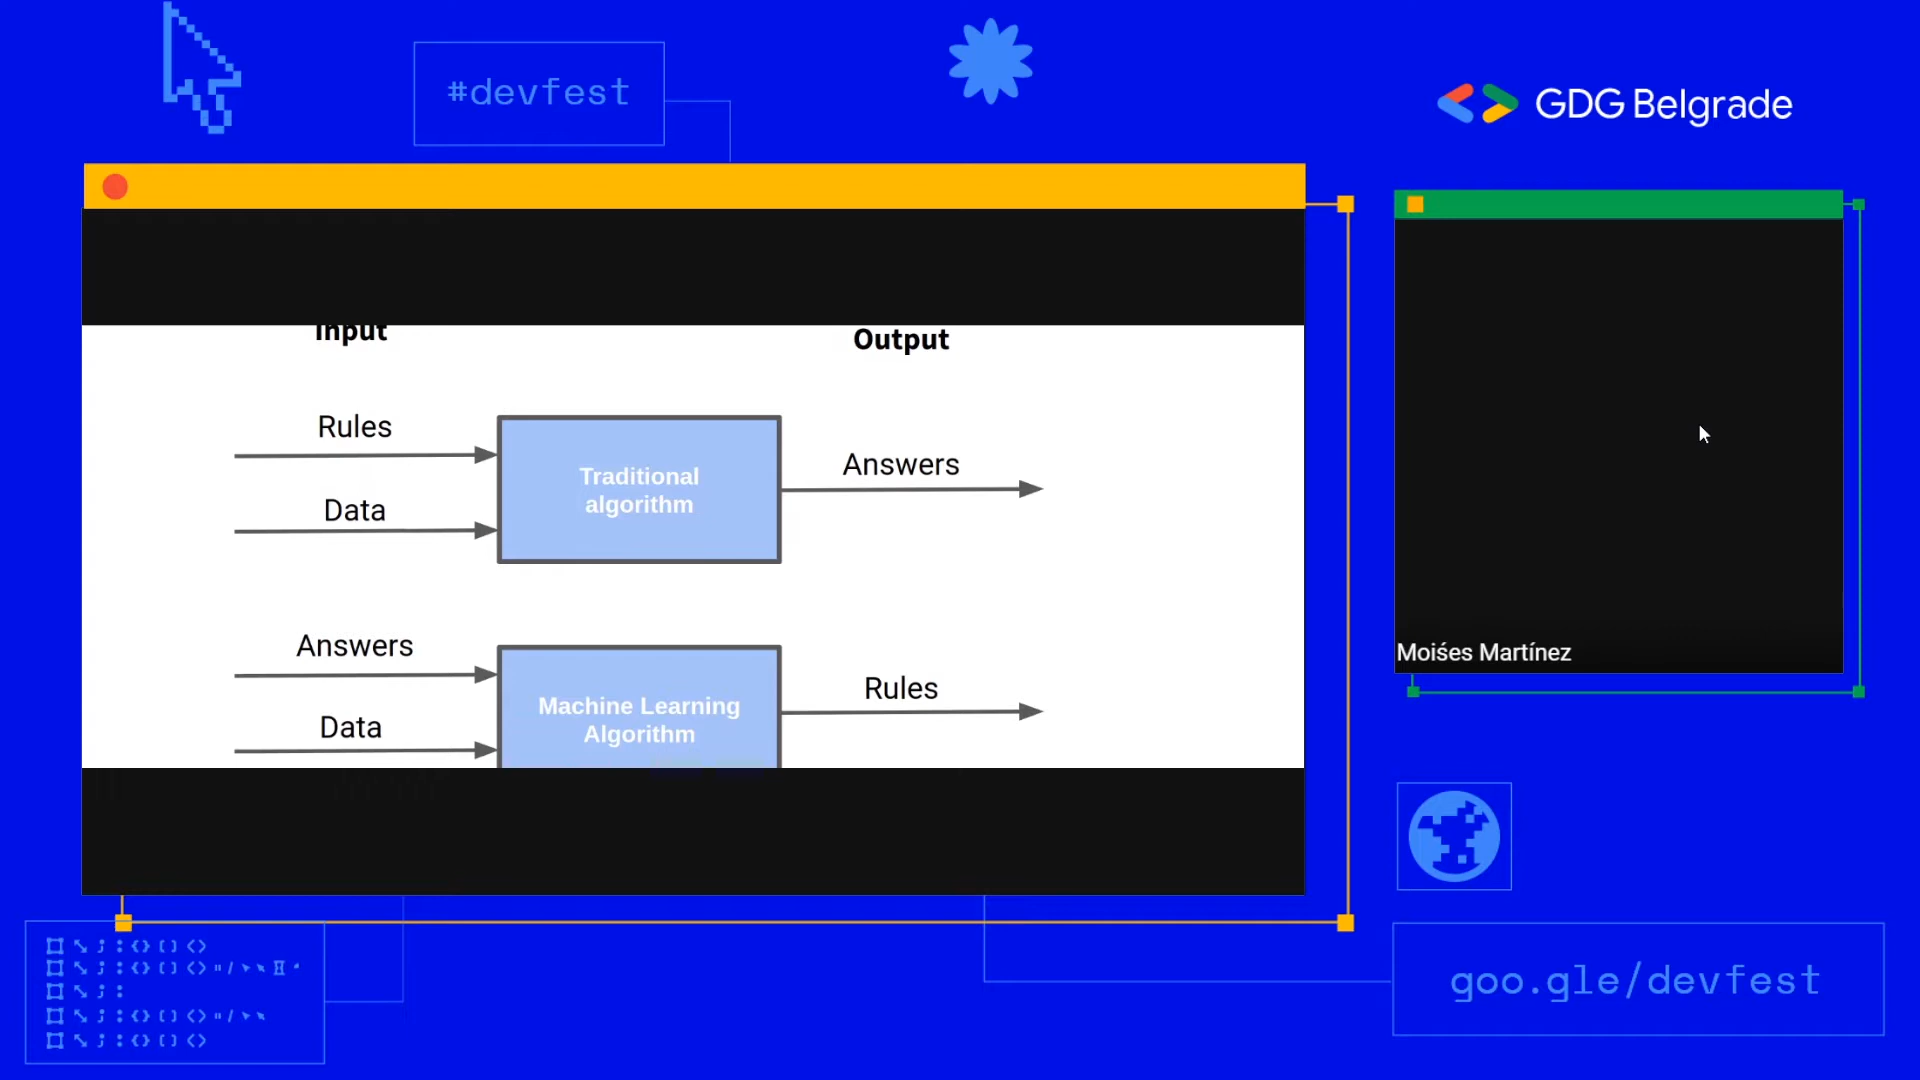 #devfest
GDG Belgrade
Input
Output
Rules
Data
Traditional
algorithm
Answers
Answers
Data
Machine Learning
Algorithm
Rules
Moiśes Martínez
goo.gle/devfest